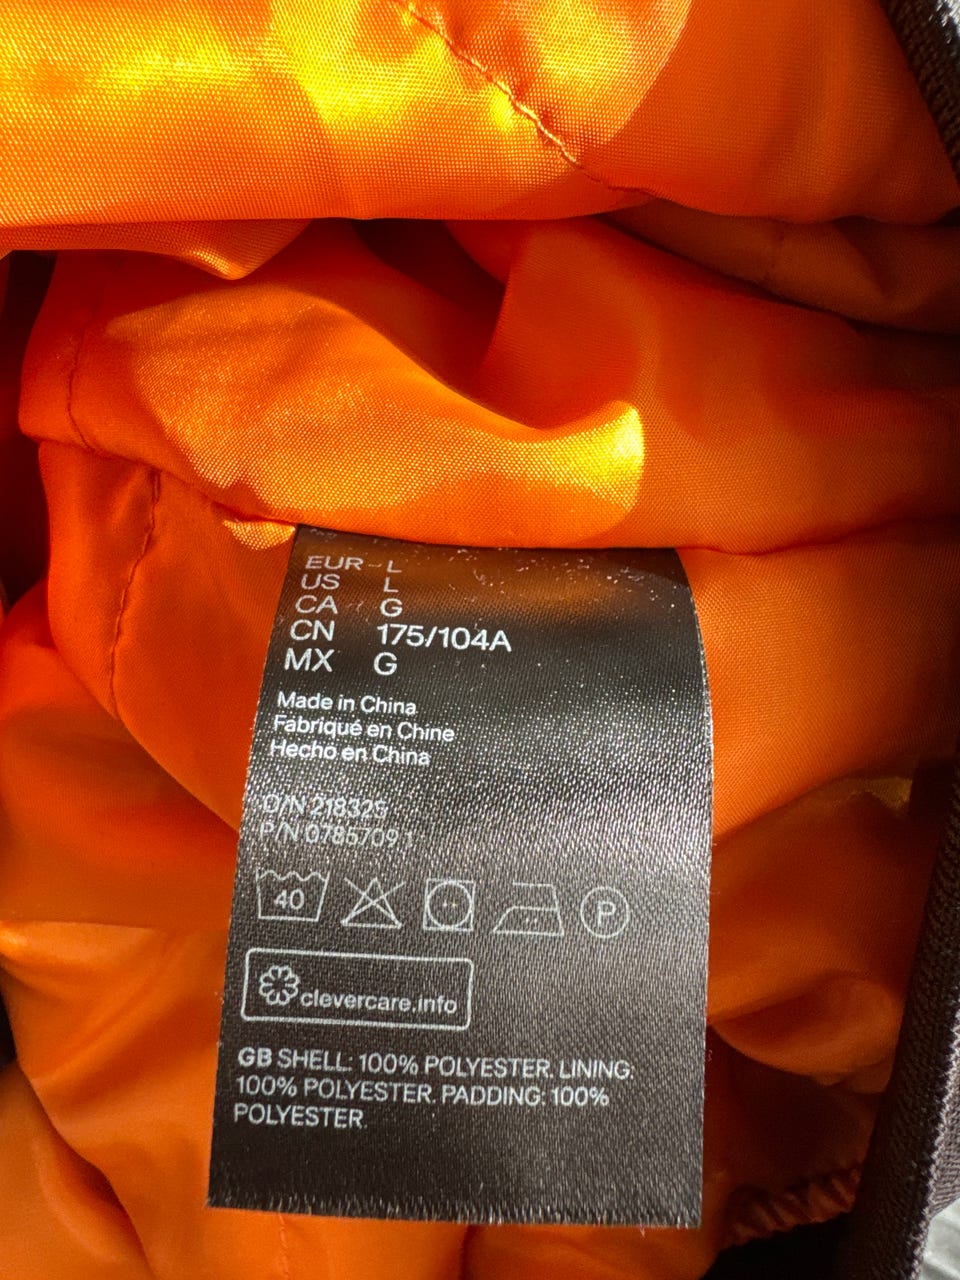 EUR L
US L
CA G
CN 175/104A
MX G
Made in China
Fabriqué en Chine
Hecho en China
O/N 218329
P/N 0785709 1
40
P
clevercare.info
GB SHELL: 100% POLYESTER. LINING:
100% POLYESTER. PADDING: 100%
POLYESTER.